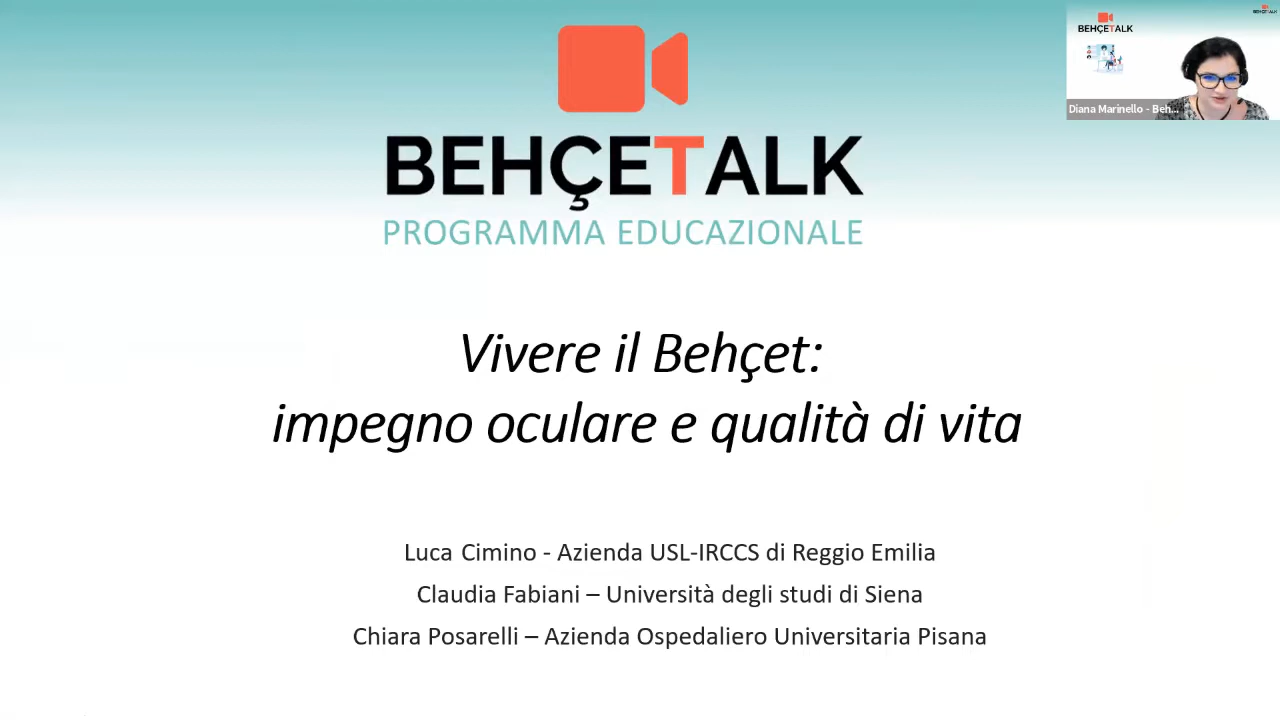 BEHÇETALK
PROGRAMMA EDUCAZIONALE
BEHÇETALK
Diana Marinello - Beh...
Vivere il Behçet:
impegno oculare e qualità di vita
Luca Cimino - Azienda USL-IRCCS di Reggio Emilia
Claudia Fabiani – Università degli studi di Siena
Chiara Posarelli – Azienda Ospedaliero Universitaria Pisana